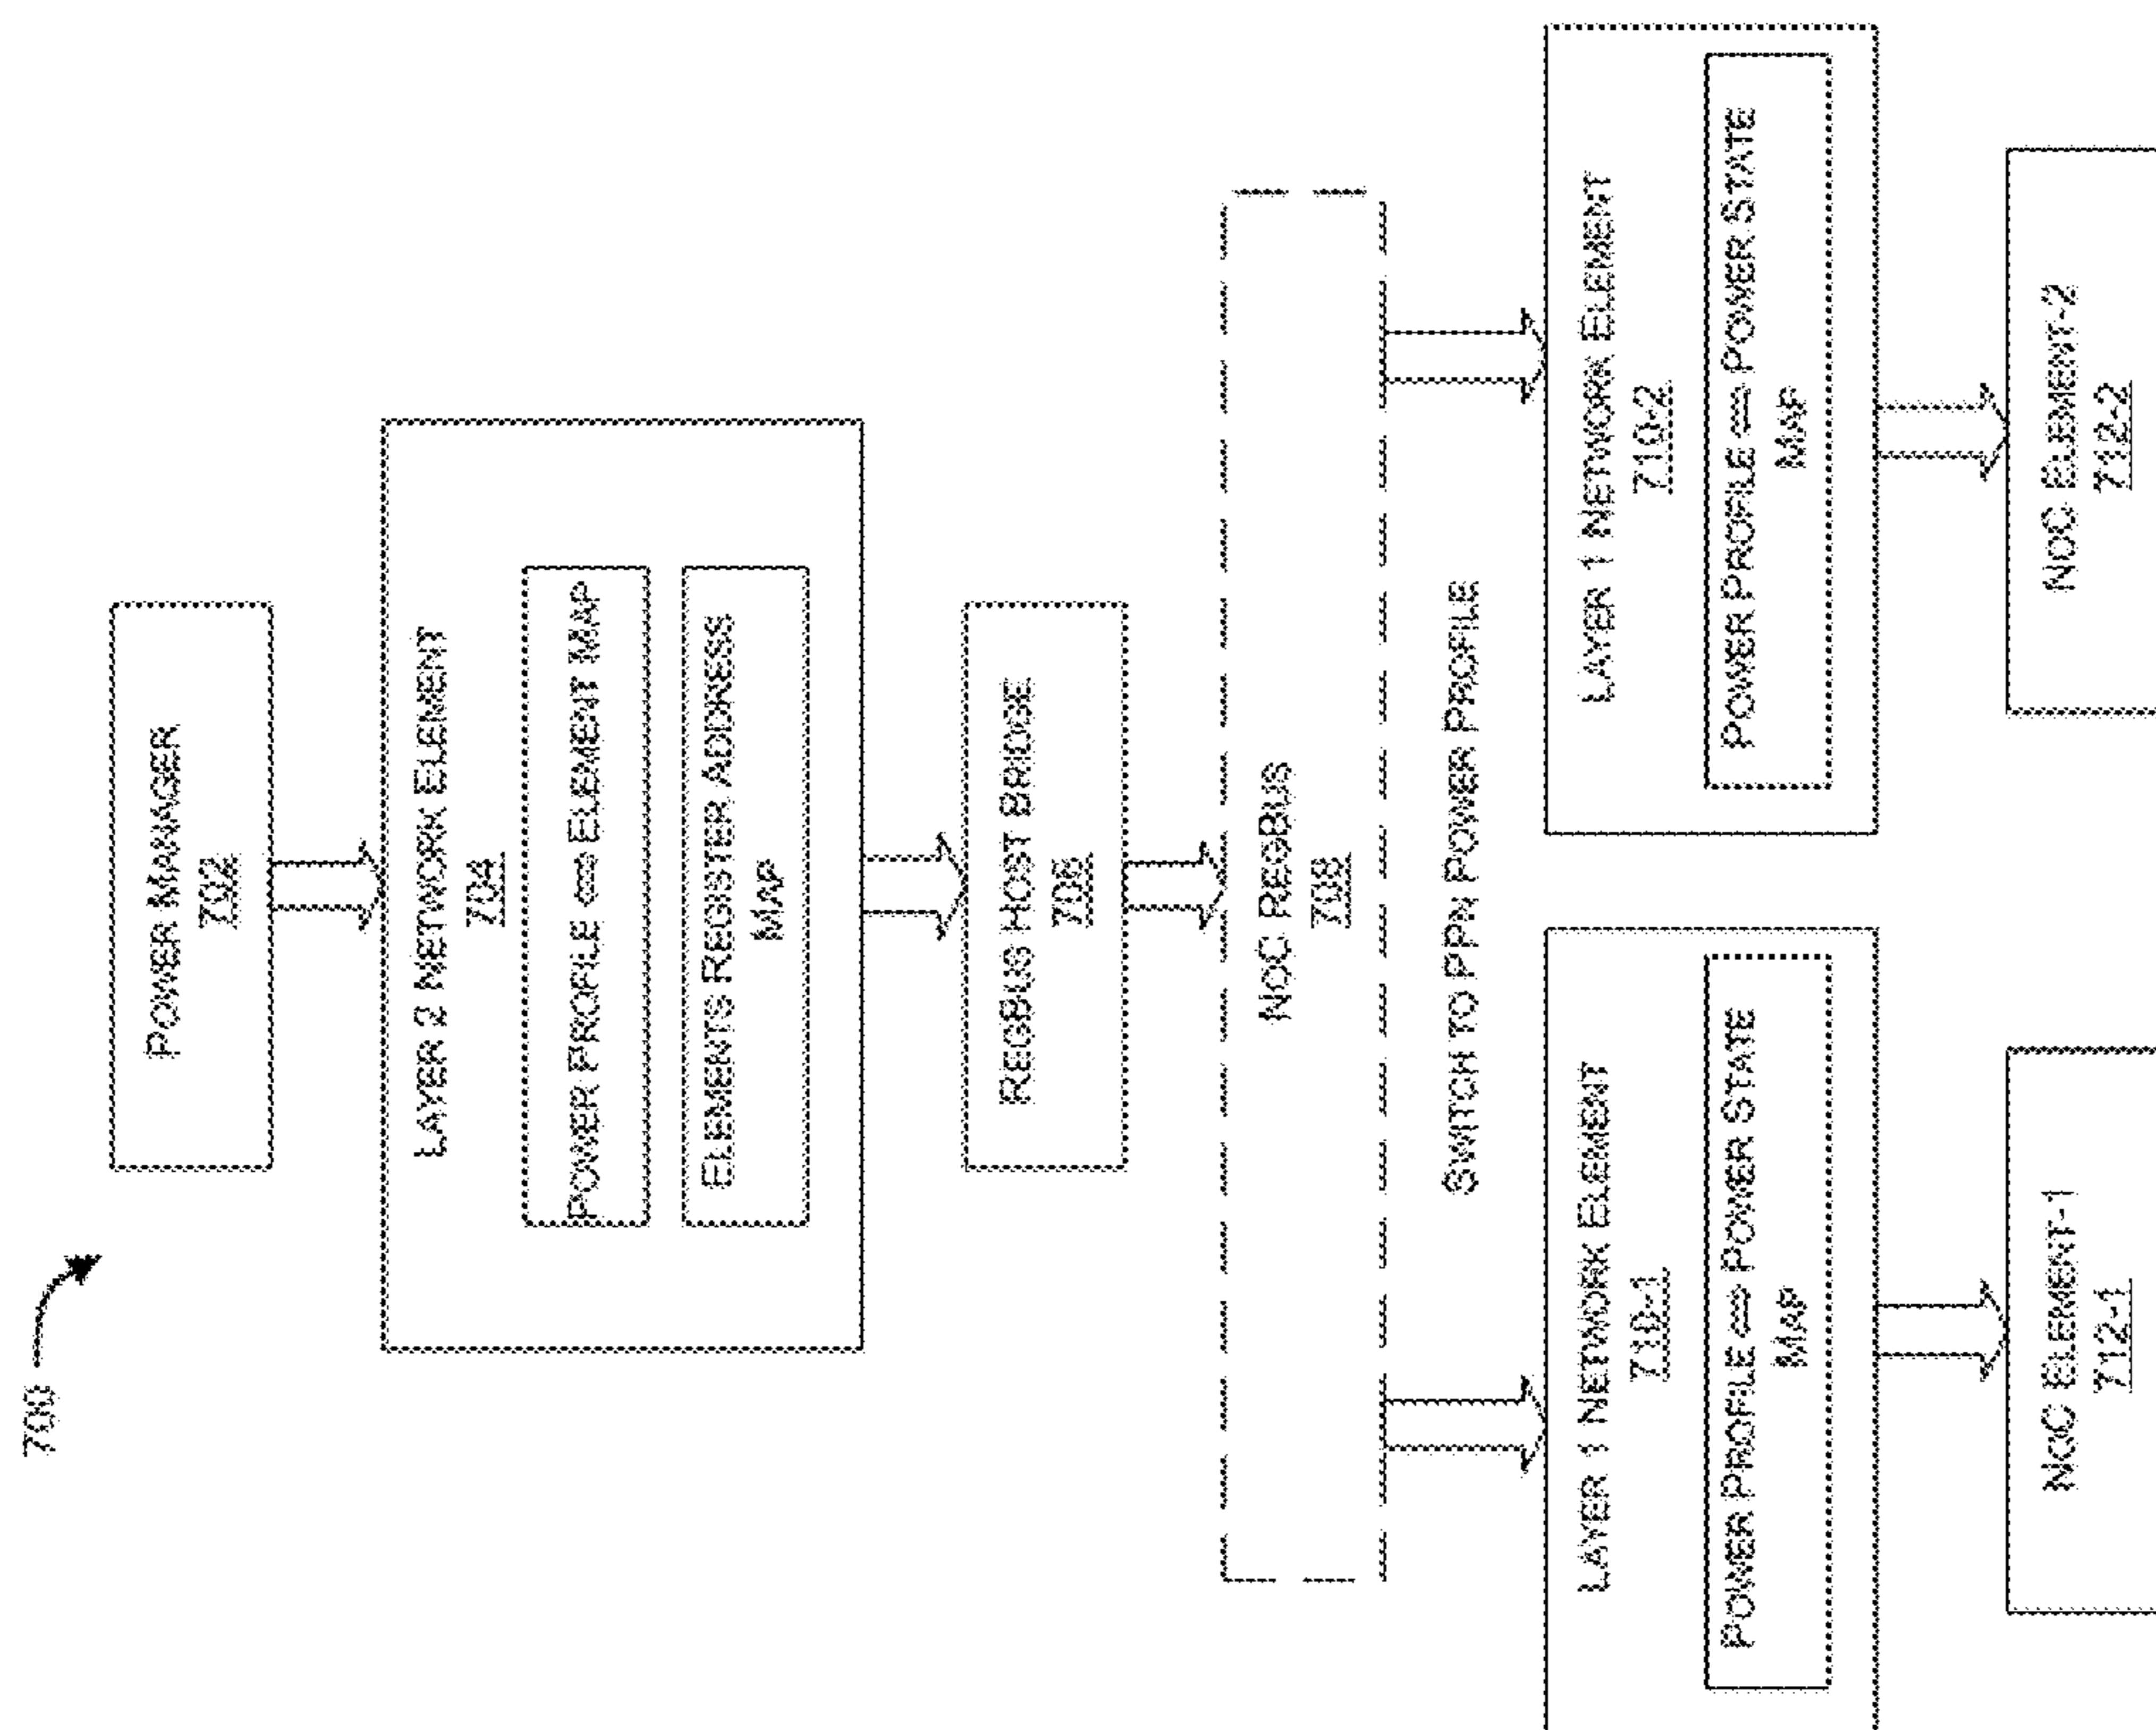 700
POWER MANAGER
702
LAYER 2 NETWORK ELEMENT
704
POWER PROFILE ⇔ ELEMENT MAP
ELEMENTS REGISTER ADDRESS
MAP
REGBUS HOST BRIDGE
706
NOC REGBUS
708
SWITCH TO PPN POWER PROFILE
LAYER 1 NETWORK ELEMENT
710-1
POWER PROFILE ⇔ POWER STATE
MAP
LAYER 1 NETWORK ELEMENT
710-2
POWER PROFILE ⇔ POWER STATE
MAP
NOC ELEMENT-1
712-1
NOC ELEMENT-2
712-2